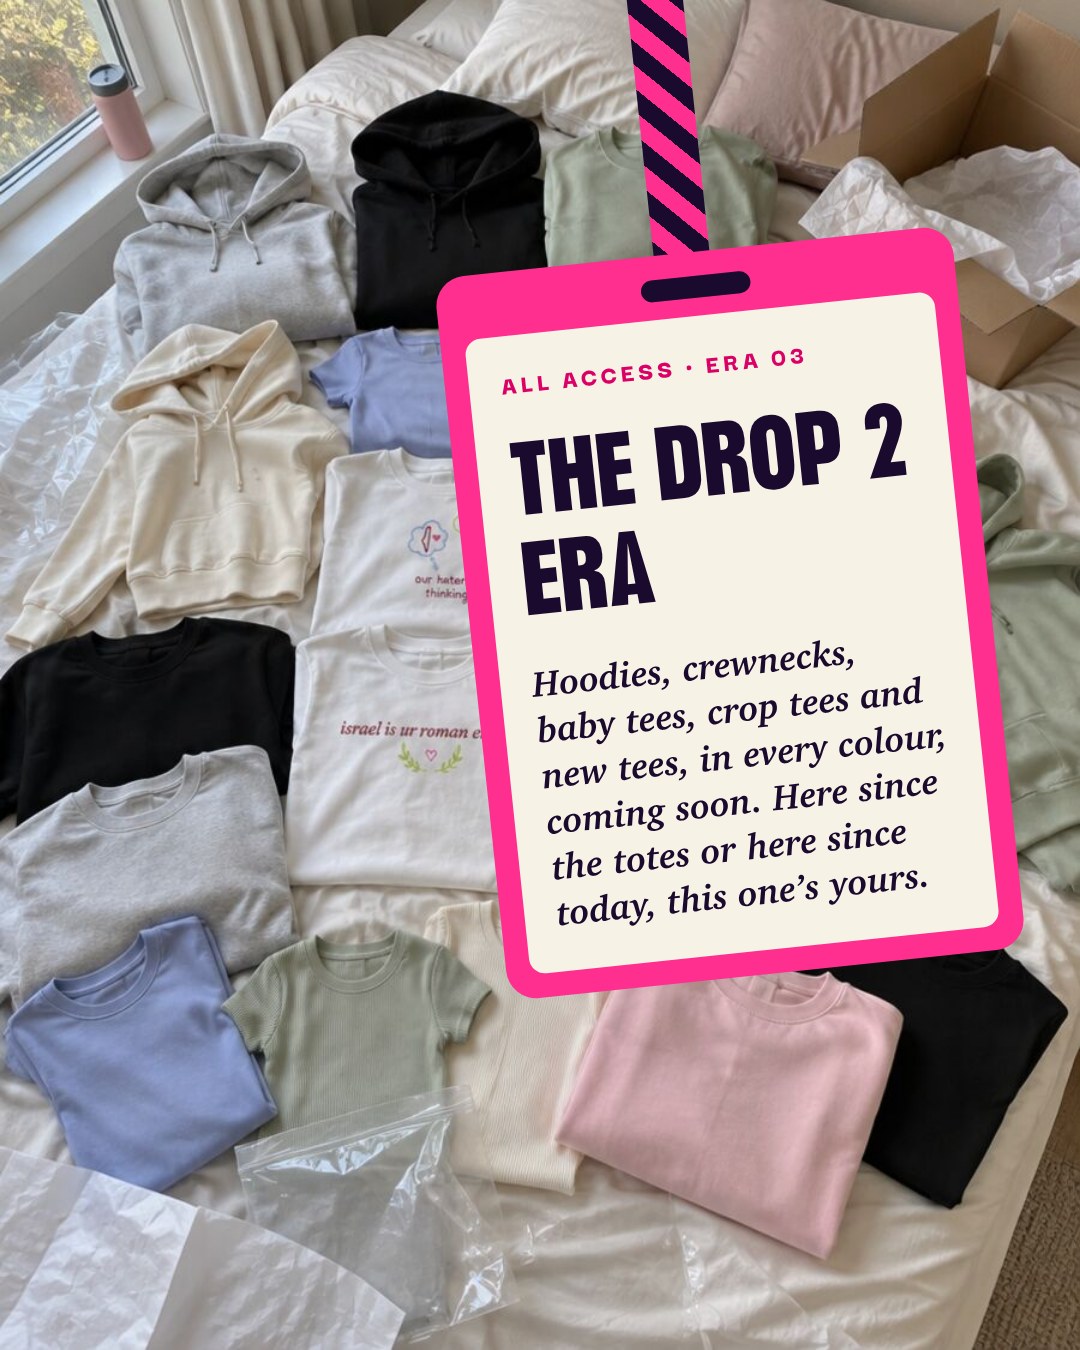 ALL ACCESS · ERA 03
THE DROP 2
ERA
Hoodies, crewnecks,
baby tees, crop tees and
new tees, in every colour,
coming soon. Here since
the totes or here since
today, this one’s yours.
our hater
thinking
israel is ur roman